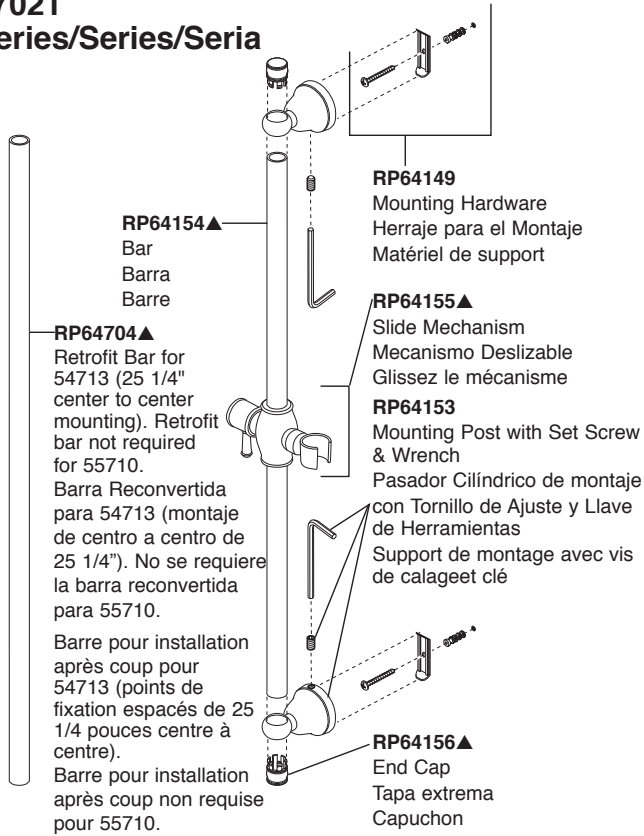 eries/Series/Seria
RP64149
Mounting Hardware
Herraje para el Montaje
Matériel de support
RP64154▲
Bar
Barra
Barre
RP64155▲
Slide Mechanism
Mecanismo Deslizable
Glissez le mécanisme
RP64704▲
Retrofit Bar for
54713 (25 1/4"
center to center
mounting). Retrofit
bar not required
for 55710.
Barra Reconvertida
para 54713 (montaje
de centro a centro de
25 1/4”). No se requiere
la barra reconvertida
para 55710.
Barre pour installation
après coup pour
54713 (points de
fixation espacés de 25
1/4 pouces centre à
centre).
Barre pour installation
après coup non requise
pour 55710.
RP64153
Mounting Post with Set Screw
& Wrench
Pasador Cilíndrico de montaje
con Tornillo de Ajuste y Llave
de Herramientas
Support de montage avec vis
de calageet clé
RP64156▲
End Cap
Tapa extrema
Capuchon